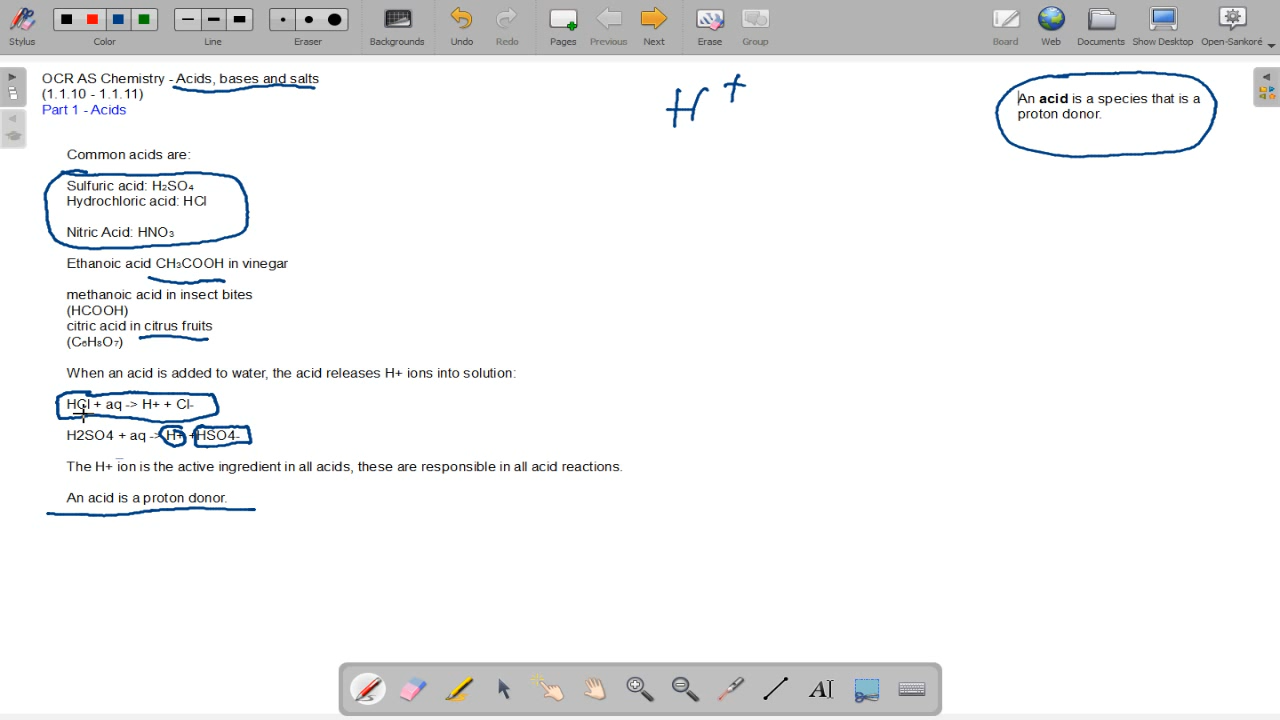 Stylus
Color
Line
Eraser
Backgrounds
Undo
Redo
Pages
Previous
Next
Erase
Group
Board
Web
Documents
Show Desktop
Open-Sankoré
OCR AS Chemistry - Acids, bases and salts
(1.1.10 - 1.1.11)
Part 1 - Acids
H⁺
An acid is a species that is a
proton donor.
Common acids are:
Sulfuric acid: H₂SO₄
Hydrochloric acid: HCl
Nitric Acid: HNO₃
Ethanoic acid CH₃COOH in vinegar
methanoic acid in insect bites
(HCOOH)
citric acid in citrus fruits
(C₆H₈O₇)
When an acid is added to water, the acid releases H+ ions into solution:
HCl + aq -> H+ + Cl-
H2SO4 + aq -> H+ +HSO4-
The H+ ion is the active ingredient in all acids, these are responsible in all acid reactions.
An acid is a proton donor.
AI